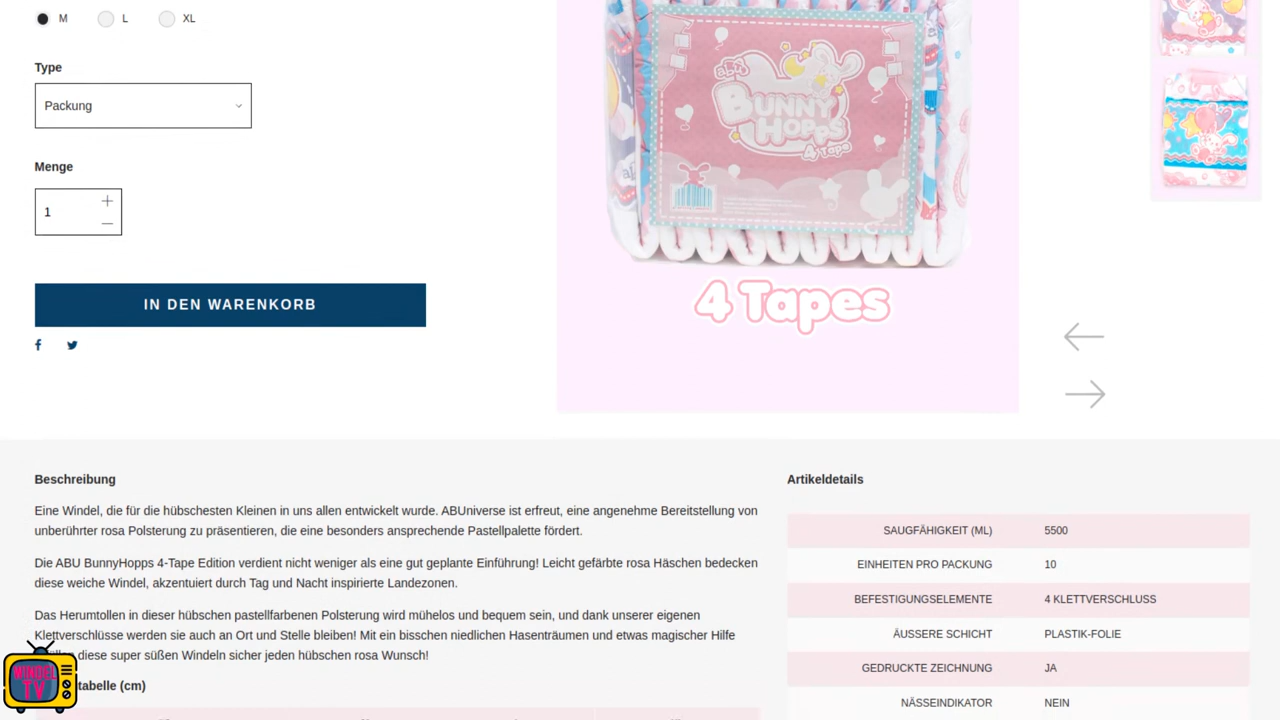 M
L
XL
Type
Packung
Menge
1
IN DEN WARENKORB
abu's
BUNNY
HOPPS
4 Tape
4 Tapes
Beschreibung
Eine Windel, die für die hübschesten Kleinen in uns allen entwickelt wurde. ABUniverse ist erfreut, eine angenehme Bereitstellung von
unberührter rosa Polsterung zu präsentieren, die eine besonders ansprechende Pastellpalette fördert.
Die ABU BunnyHopps 4-Tape Edition verdient nicht weniger als eine gut geplante Einführung! Leicht gefärbte rosa Häschen bedecken
diese weiche Windel, akzentuiert durch Tag und Nacht inspirierte Landezonen.
Das Herumtollen in dieser hübschen pastellfarbenen Polsterung wird mühelos und bequem sein, und dank unserer eigenen
Klettverschlüsse werden sie auch an Ort und Stelle bleiben! Mit ein bisschen niedlichen Hasenträumen und etwas magischer Hilfe
diese super süßen Windeln sicher jeden hübschen rosa Wunsch!
tabelle (cm)
Artikeldetails
SAUGFÄHIGKEIT (ML) 5500
EINHEITEN PRO PACKUNG 10
BEFESTIGUNGSELEMENTE 4 KLETTVERSCHLUSS
ÄUSSERE SCHICHT PLASTIK-FOLIE
GEDRUCKTE ZEICHNUNG JA
NÄSSEINDIKATOR NEIN
WINDEL
TV